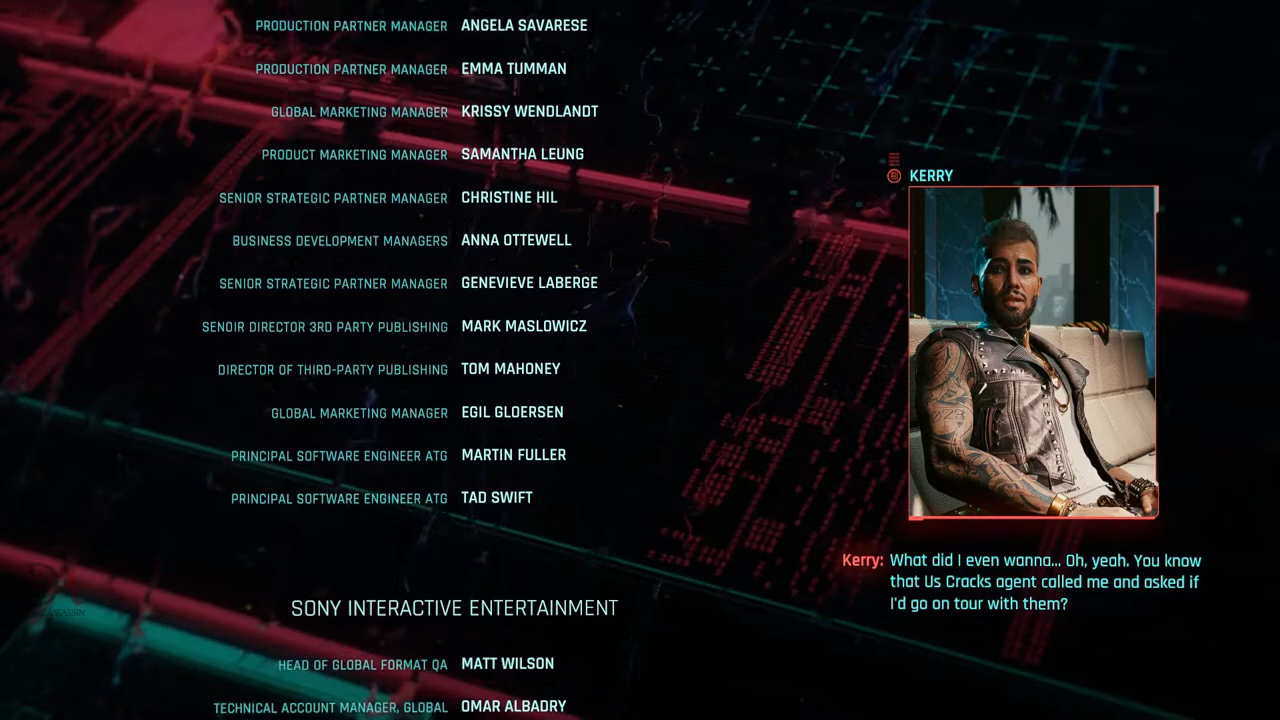 PRODUCTION PARTNER MANAGER ANGELA SAVARESE
PRODUCTION PARTNER MANAGER EMMA TUMMAN
GLOBAL MARKETING MANAGER KRISSY WENDLANDT
PRODUCT MARKETING MANAGER SAMANTHA LEUNG
SENIOR STRATEGIC PARTNER MANAGER CHRISTINE HIL
BUSINESS DEVELOPMENT MANAGERS ANNA OTTEWELL
SENIOR STRATEGIC PARTNER MANAGER GENEVIEVE LABERGE
SENOIR DIRECTOR 3RD PARTY PUBLISHING MARK MASLOWICZ
DIRECTOR OF THIRD-PARTY PUBLISHING TOM MAHONEY
GLOBAL MARKETING MANAGER EGIL GLOERSEN
PRINCIPAL SOFTWARE ENGINEER ATG MARTIN FULLER
PRINCIPAL SOFTWARE ENGINEER ATG TAD SWIFT
SONY INTERACTIVE ENTERTAINMENT
HEAD OF GLOBAL FORMAT QA MATT WILSON
TECHNICAL ACCOUNT MANAGER, GLOBAL OMAR ALBADRY
KERRY
Kerry: What did I even wanna... Oh, yeah. You know
that Us Cracks agent called me and asked if
I'd go on tour with them?
ASSASSIN